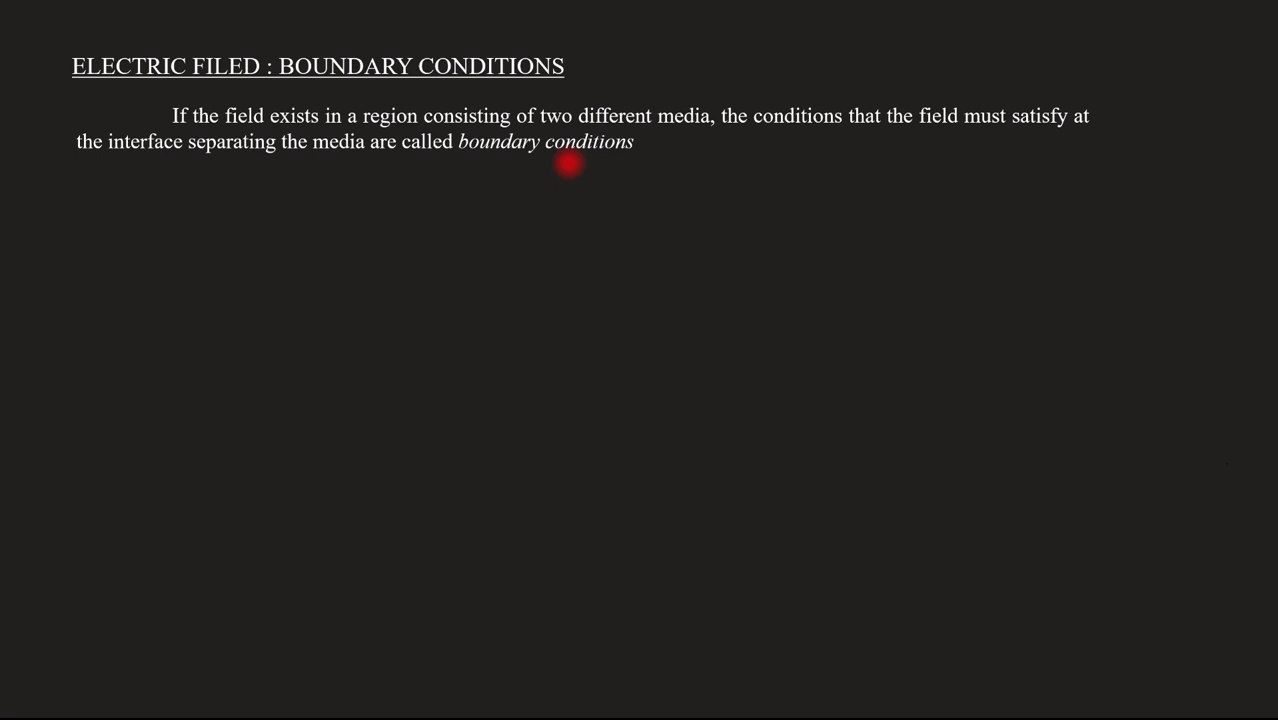 ELECTRIC FILED : BOUNDARY CONDITIONS
If the field exists in a region consisting of two different media, the conditions that the field must satisfy at
the interface separating the media are called boundary conditions